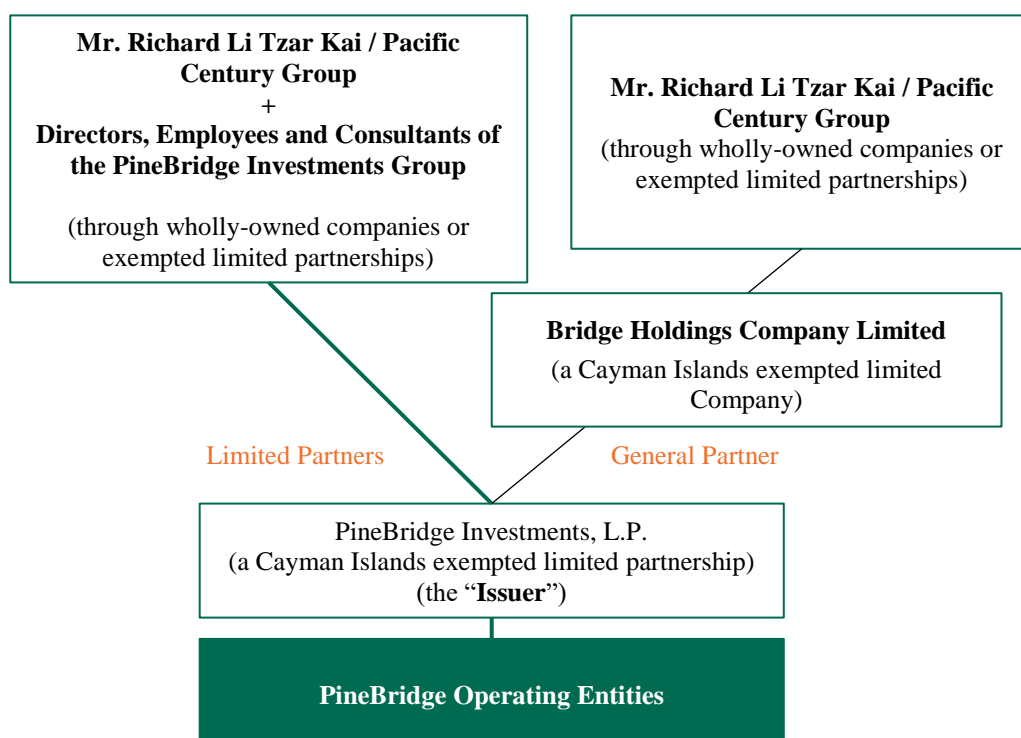 Mr. Richard Li Tzar Kai / Pacific
Century Group
+
Directors, Employees and Consultants of
the PineBridge Investments Group
(through wholly-owned companies or
exempted limited partnerships)
Mr. Richard Li Tzar Kai / Pacific
Century Group
(through wholly-owned companies or
exempted limited partnerships)
Bridge Holdings Company Limited
(a Cayman Islands exempted limited
Company)
Limited Partners
General Partner
PineBridge Investments, L.P.
(a Cayman Islands exempted limited partnership)
(the “Issuer”)
PineBridge Operating Entities